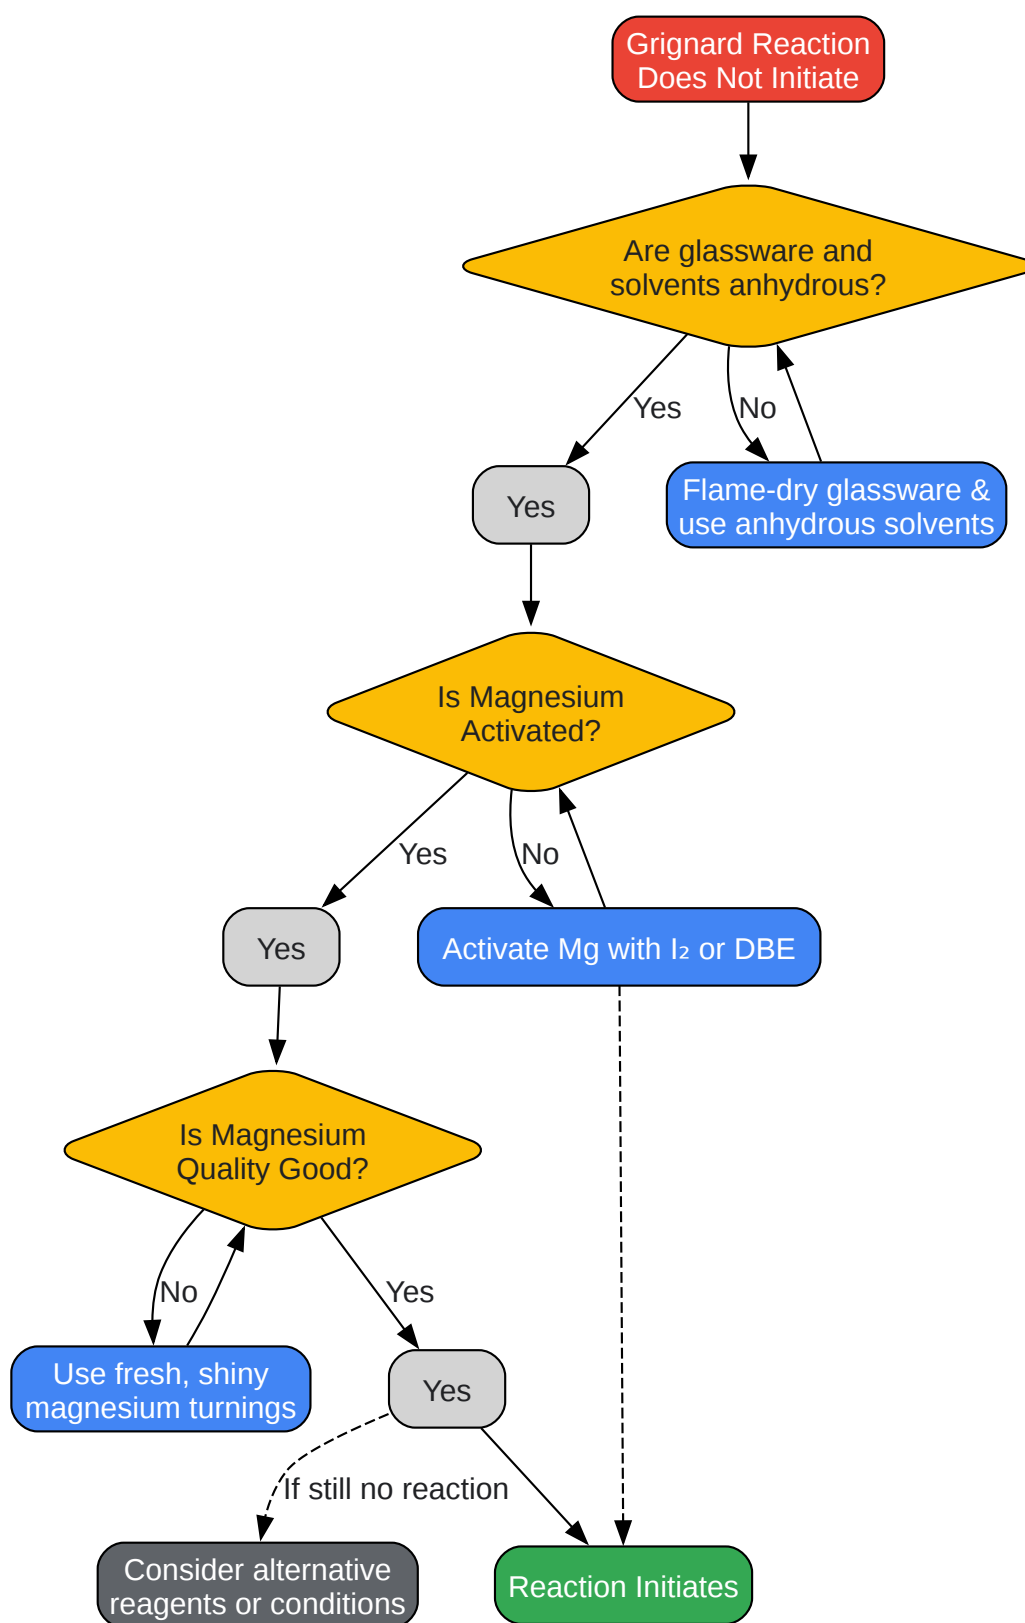 Grignard Reaction
Does Not Initiate
Are glassware and
solvents anhydrous?
Yes
No
Yes
Flame-dry glassware &
use anhydrous solvents
Is Magnesium
Activated?
Yes
No
Yes
Activate Mg with I₂ or DBE
Is Magnesium
Quality Good?
No
Yes
Use fresh, shiny
magnesium turnings
Yes
If still no reaction
Consider alternative
reagents or conditions
Reaction Initiates